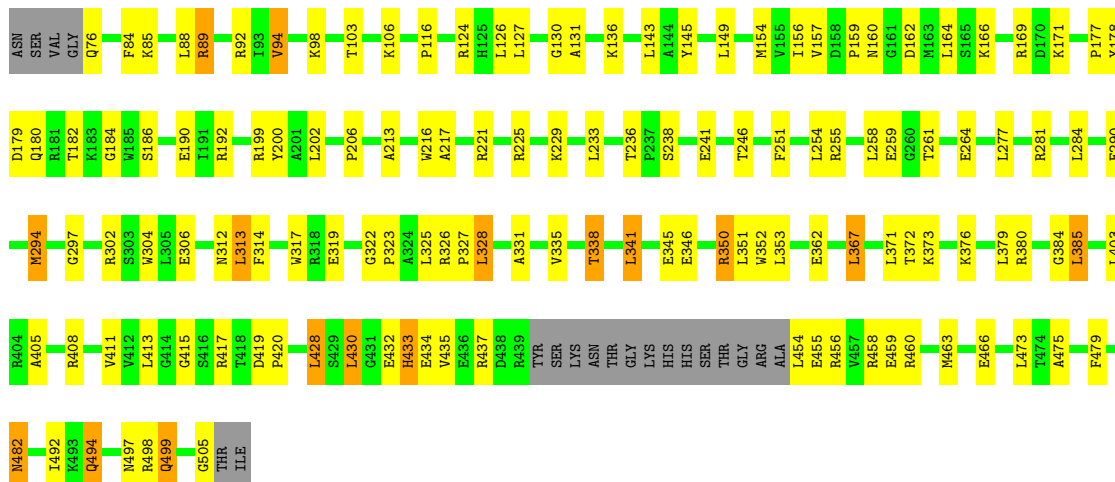 ASN SER VAL GLY Q76 F84 K85 L88 R89 R92 I93 V94 K98 T103 K106 P116 R124 H125 L126 L127 G130 A131 K136 L143 A144 Y145 L149 M154 V155 I156 V157 D158 P159 N160 G161 D162 M163 L164 S165 K166 R169 D170 K171 P177
D179 Q180 R181 T182 K183 G184 W185 S186 E190 I191 R192 R199 Y200 A201 L202 P206 A213 W216 A217 R221 R225 K229 L233 T236 P237 S238 E241 T246 F251 L254 R255 L258 E259 G260 T261 E264 L277 R281 L284
M294 G297 R302 S303 W304 L305 E306 N312 L313 F314 W317 R318 E319 G322 P323 A324 L325 R326 P327 L328 A331 V335 T338 L341 E345 E346 R350 L351 W352 L353 E362 L367 L371 T372 K373 K376 L379 R380 G384 L385
R404 A405 R408 V411 V412 L413 G414 G415 S416 R417 T418 D419 P420 L428 S429 L430 G431 E432 H433 E434 V435 E436 R437 D438 R439 TYR SER LYS ASN THR GLY LYS HIS HIS SER THR GLY ARG ALA L454 E455 R456 V457 R458 E459 R460 M463 E466 L473 T474 A475 F479
N482 I492 K493 Q494 N497 R498 Q499 G505 THR ILE